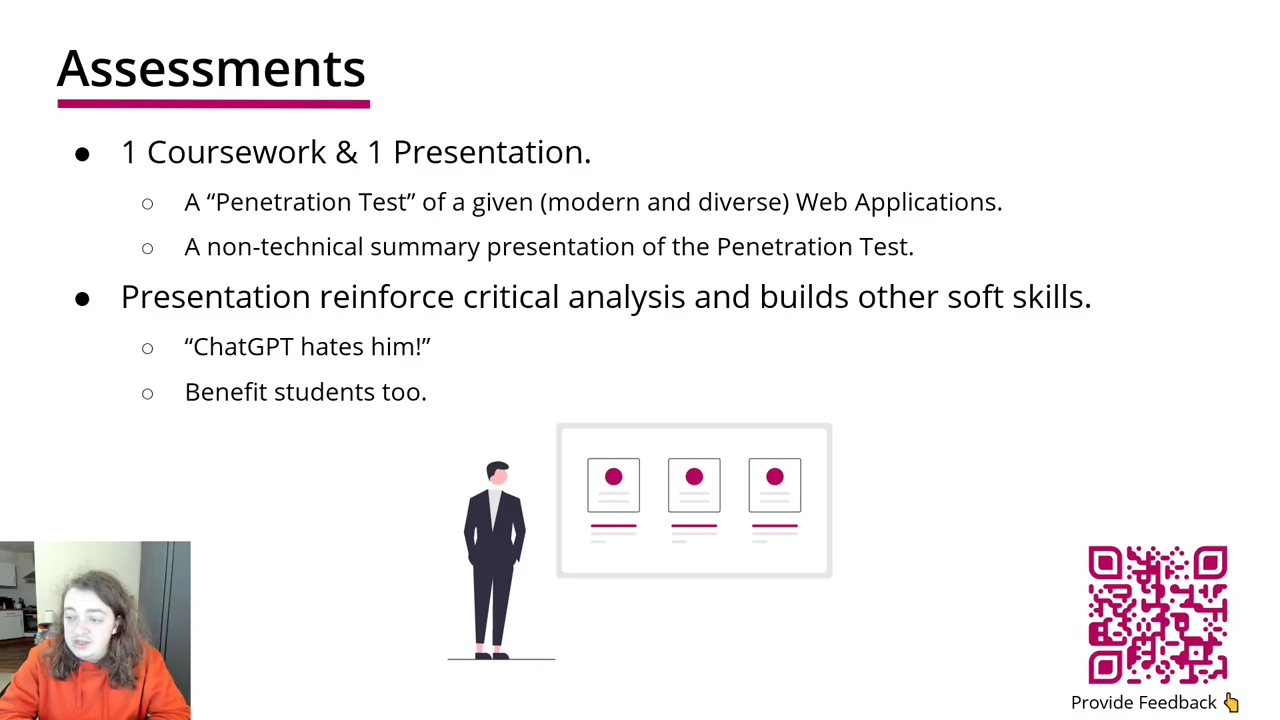 Assessments
● 1 Coursework & 1 Presentation.
○ A “Penetration Test” of a given (modern and diverse) Web Applications.
○ A non-technical summary presentation of the Penetration Test.
● Presentation reinforce critical analysis and builds other soft skills.
○ “ChatGPT hates him!”
○ Benefit students too.
Provide Feedback 👆